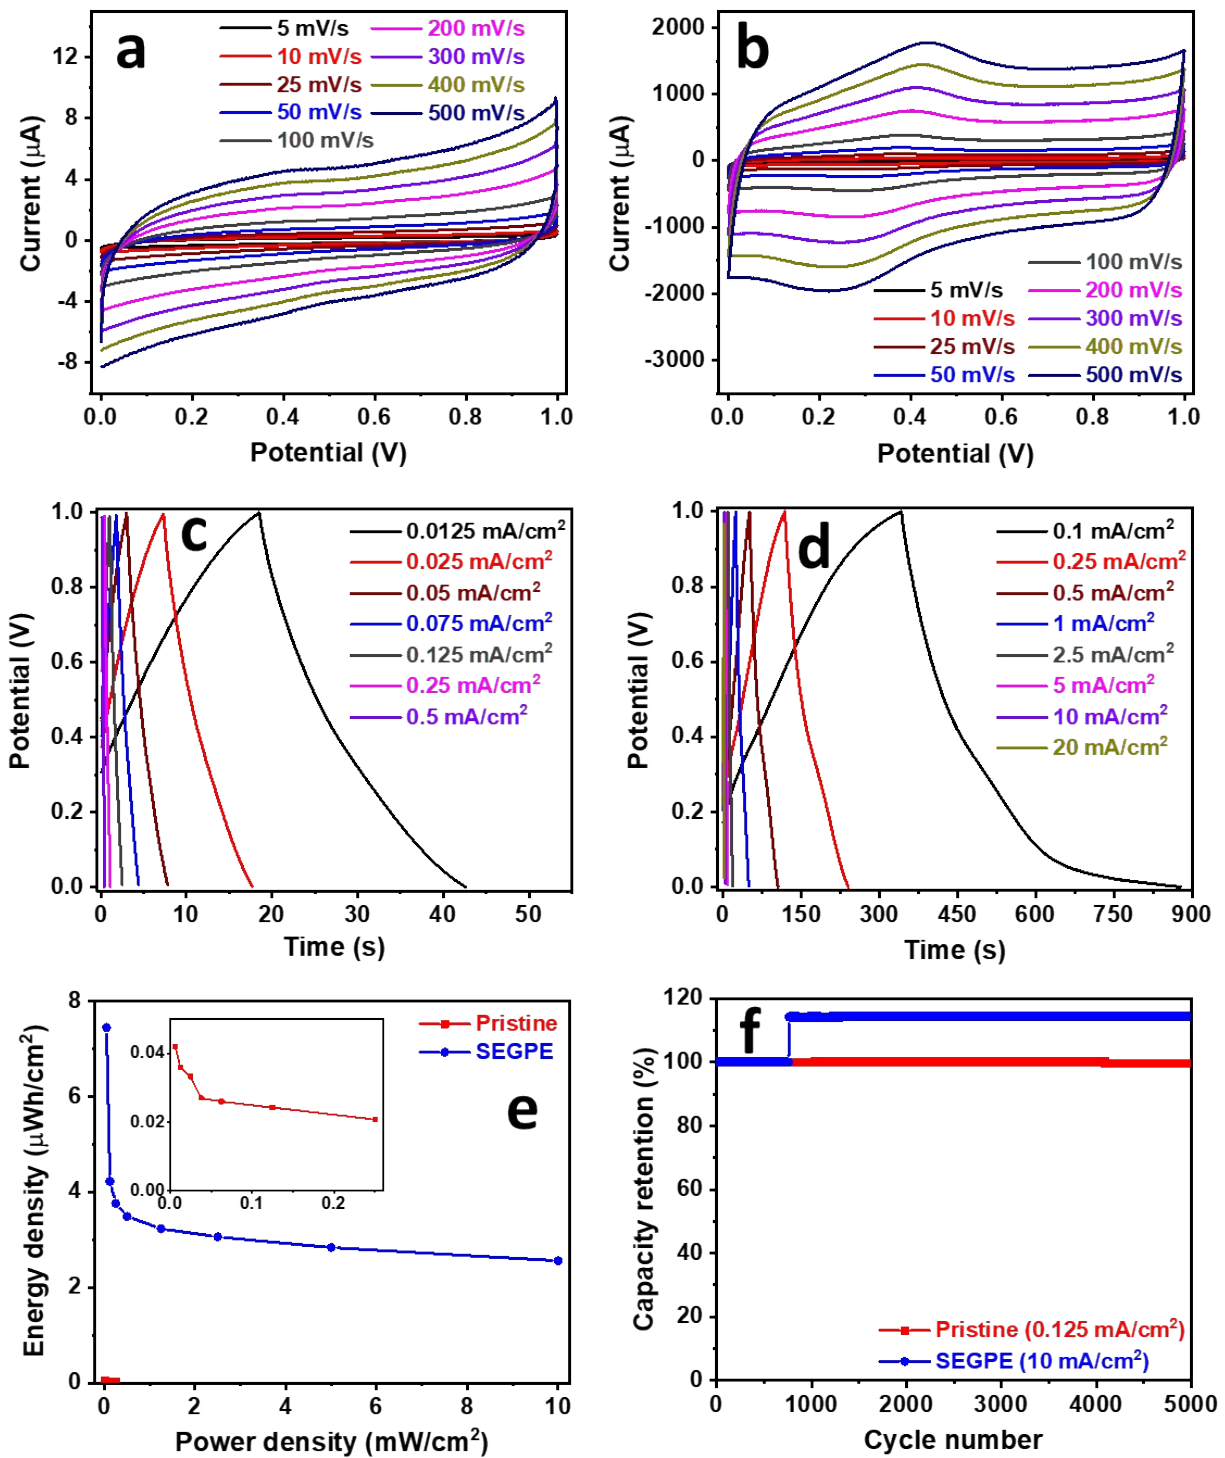 a
5 mV/s
10 mV/s
25 mV/s
50 mV/s
100 mV/s
200 mV/s
300 mV/s
400 mV/s
500 mV/s
12
8
4
0
-4
-8
Current (μA)
0.0 0.2 0.4 0.6 0.8 1.0
Potential (V)
b
2000
1000
0
-1000
-2000
-3000
Current (μA)
5 mV/s
10 mV/s
25 mV/s
50 mV/s
100 mV/s
200 mV/s
300 mV/s
400 mV/s
500 mV/s
0.0 0.2 0.4 0.6 0.8 1.0
Potential (V)
c
0.0125 mA/cm²
0.025 mA/cm²
0.05 mA/cm²
0.075 mA/cm²
0.125 mA/cm²
0.25 mA/cm²
0.5 mA/cm²
1.0
0.8
0.6
0.4
0.2
0.0
Potential (V)
0 10 20 30 40 50
Time (s)
d
0.1 mA/cm²
0.25 mA/cm²
0.5 mA/cm²
1 mA/cm²
2.5 mA/cm²
5 mA/cm²
10 mA/cm²
20 mA/cm²
1.0
0.8
0.6
0.4
0.2
0.0
Potential (V)
0 150 300 450 600 750 900
Time (s)
e
Pristine
SEGPE
8
6
4
2
0
Energy density (μWh/cm²)
0.04
0.02
0.00
0.0 0.1 0.2
0 2 4 6 8 10
Power density (mW/cm²)
f
120
100
80
60
40
20
0
Capacity retention (%)
Pristine (0.125 mA/cm²)
SEGPE (10 mA/cm²)
0 1000 2000 3000 4000 5000
Cycle number